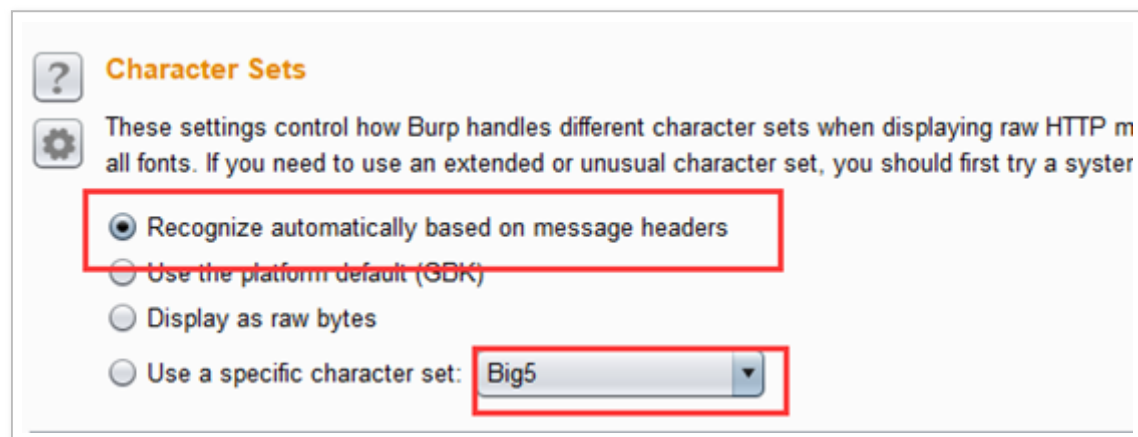 ?
Character Sets
These settings control how Burp handles different character sets when displaying raw HTTP m
all fonts. If you need to use an extended or unusual character set, you should first try a syster
Recognize automatically based on message headers
Use the platform default (GBK)
Display as raw bytes
Use a specific character set: Big5